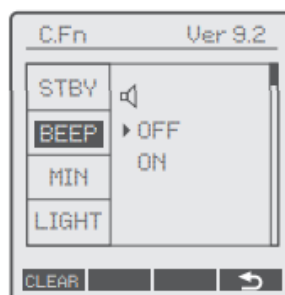 C.Fn Ver 9.2
STBY
BEEP
MIN
LIGHT
OFF
ON
CLEAR